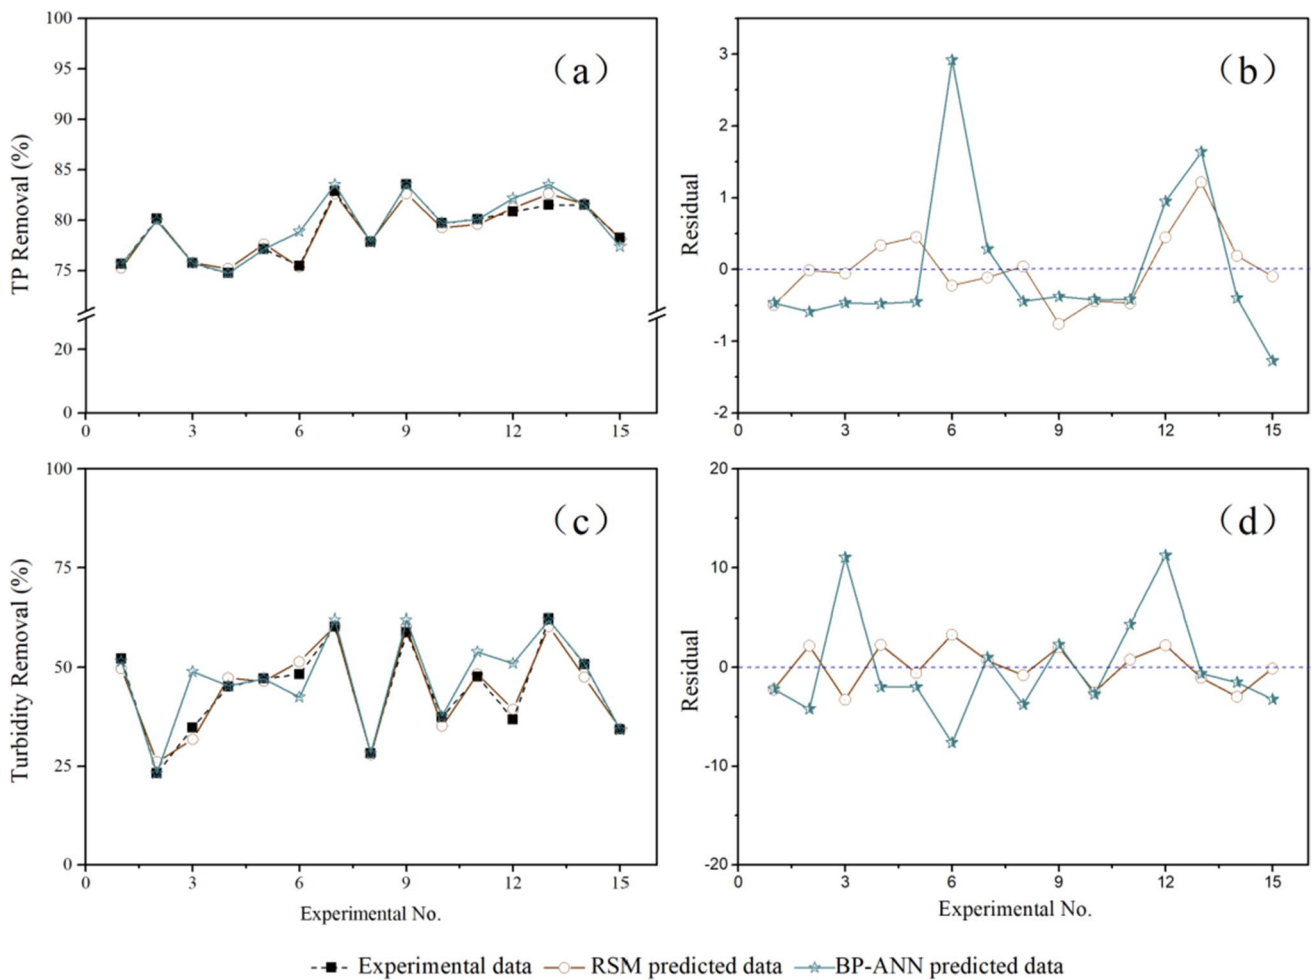 100
95
90
85
80
75
20
0
TP Removal (%)
(a)
0 3 6 9 12 15
3
2
1
0
-1
-2
Residual
(b)
0 3 6 9 12 15
100
75
50
25
0
Turbidity Removal (%)
(c)
0 3 6 9 12 15
Experimental No.
20
10
0
-10
-20
Residual
(d)
0 3 6 9 12 15
Experimental No.
Experimental data RSM predicted data BP-ANN predicted data